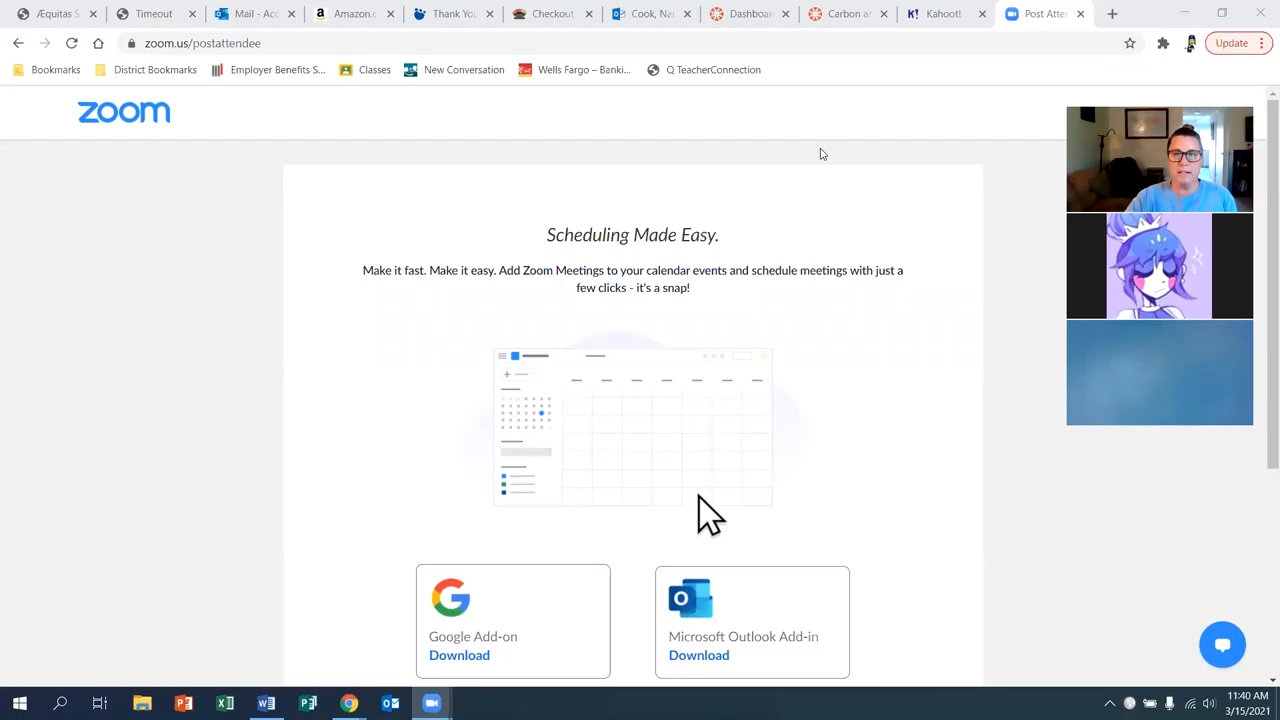 Æquitas S
Timeout
Mail - Acc
Amazon.c
Thank You
Checkout
Cook, Na
Dashboar
Carbon ar
Kahoot!
Post Atte
zoom.us/postattendee
Update
Bookmarks
District Bookmarks
Employer Benefits S...
Classes
New Conversation
Wells Fargo – Banki...
Q TeacherConnection
zoom
Scheduling Made Easy.
Make it fast. Make it easy. Add Zoom Meetings to your calendar events and schedule meetings with just a
few clicks - it's a snap!
Google Add-on
Download
Microsoft Outlook Add-in
Download
11:40 AM
3/15/2021